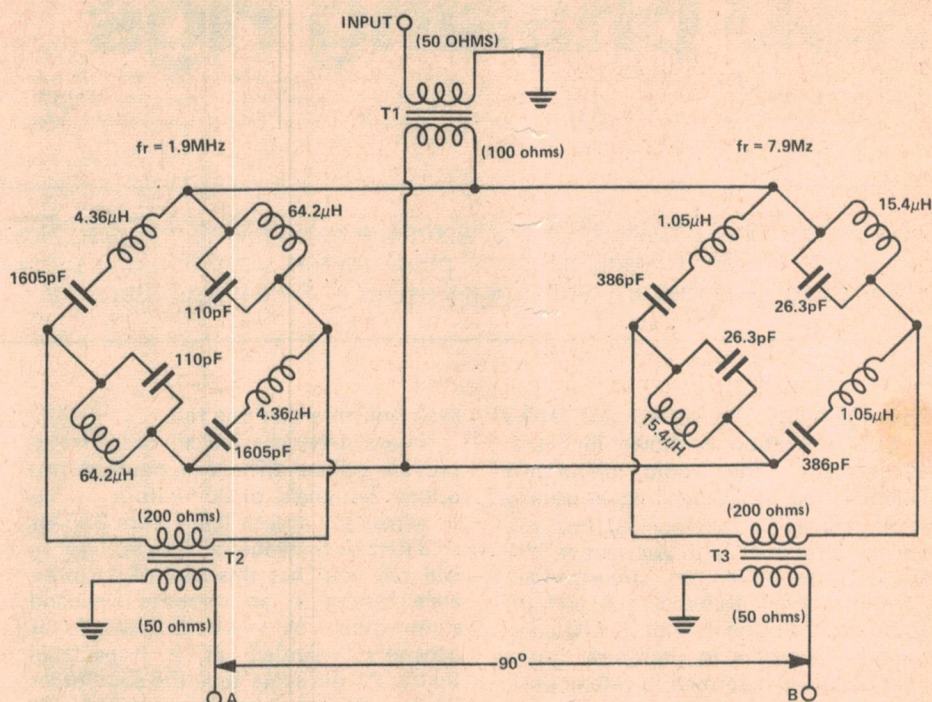 INPUT
(50 OHMS)
T1
(100 ohms)
fr = 1.9MHz
fr = 7.9Mz
4.36µH
64.2µH
1605pF
110pF
110pF
4.36µH
1605pF
64.2µH
1.05µH
15.4µH
386pF
26.3pF
26.3pF
1.05µH
15.4µH
386pF
(200 ohms)
T2
(50 ohms)
(200 ohms)
T3
(50 ohms)
90°
A
B